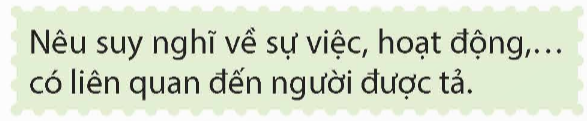 Nêu suy nghĩ về sự việc, hoạt động,…
có liên quan đến người được tả.